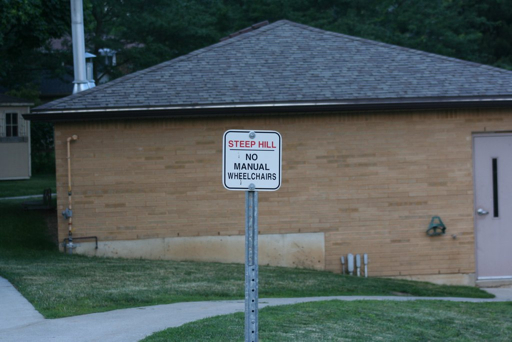 STEEP HILL
NO
MANUAL
WHEELCHAIRS